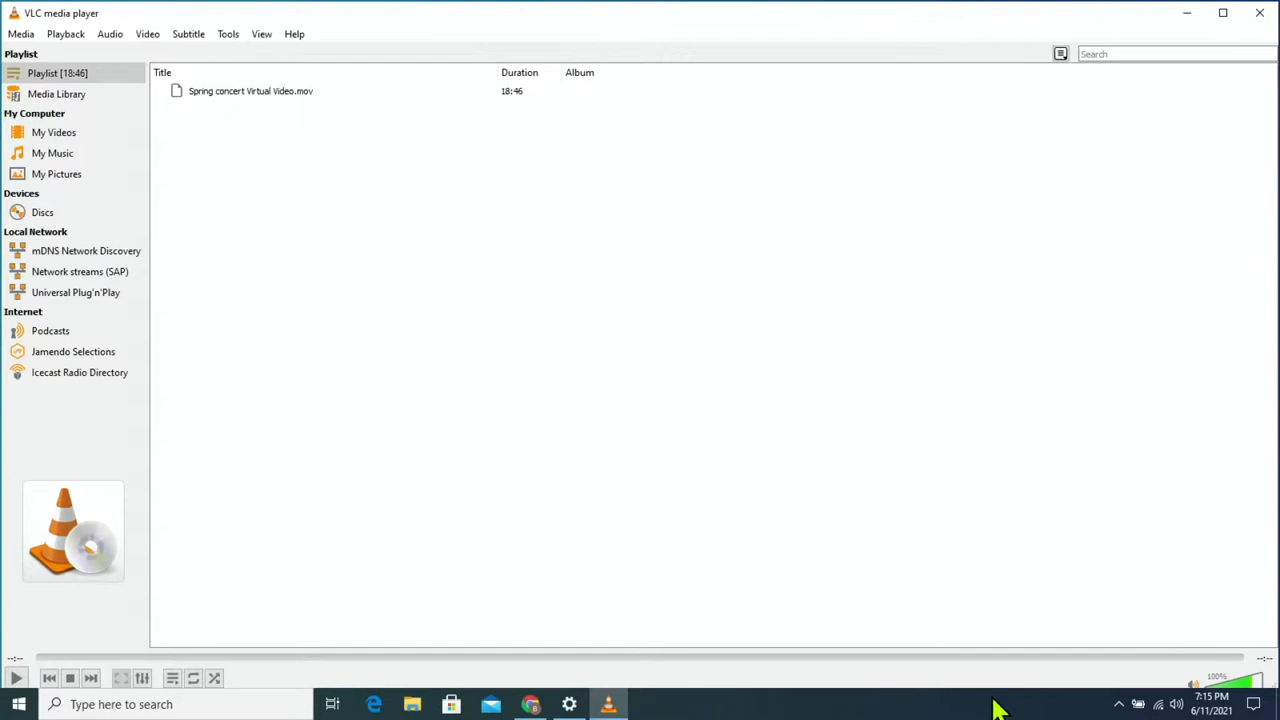 VLC media player
Media Playback Audio Video Subtitle Tools View Help
Playlist
Search
Playlist [18:46]
Title Duration Album
Spring concert Virtual Video.mov 18:46
Media Library
My Computer
My Videos
My Music
My Pictures
Devices
Discs
Local Network
mDNS Network Discovery
Network streams (SAP)
Universal Plug'n'Play
Internet
Podcasts
Jamendo Selections
Icecast Radio Directory
--:-- --:--
100%
Type here to search
7:15 PM
6/11/2021